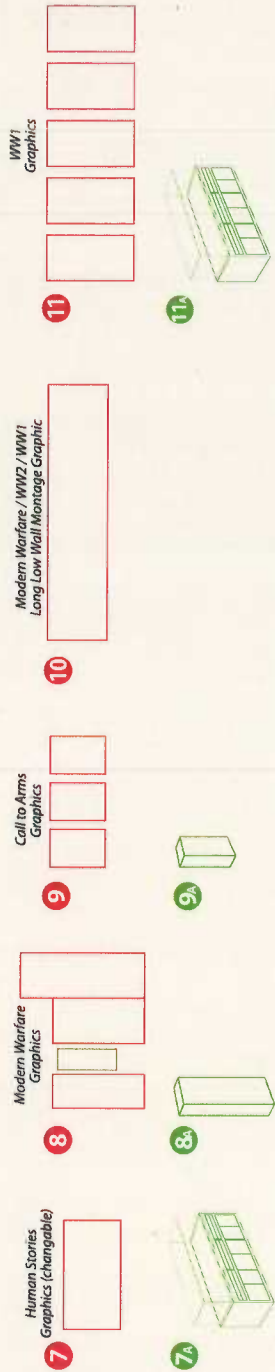 7
Human Stories
Graphics (changable)
7A
8
Modern Warfare
Graphics
8A
9
Call to Arms
Graphics
9A
10
Modern Warfare / WW2 / WW1
Long Low Wall Montage Graphic
11
WW1
Graphics
11A